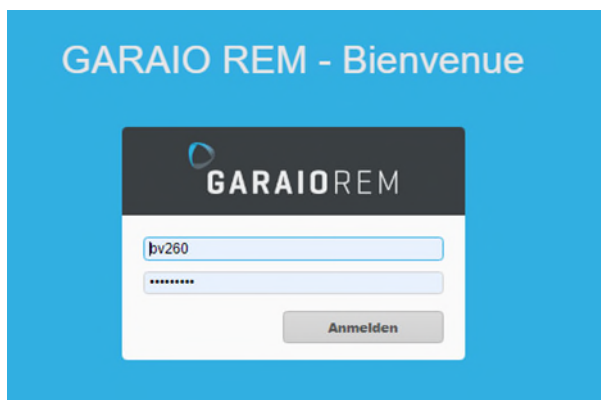 GARAIO REM - Bienvenue
GARAIOREM
bv260
•••••••••
Anmelden